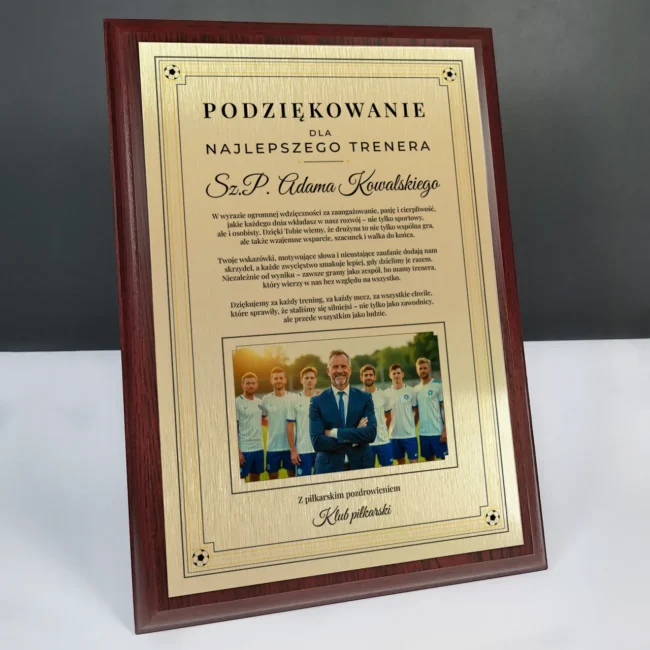 PODZIĘKOWANIE
DLA
NAJLEPSZEGO TRENERA
Sz.P. Adama Kowalskiego
W wyrazie ogromnej wdzięczności za zaangażowanie, pasję i cierpliwość,
jakie każdego dnia wkładasz w nasz rozwój – nie tylko sportowy,
ale i osobisty. Dzięki Tobie wiemy, że drużyna to nie tylko wspólna gra,
ale także wzajemne wsparcie, szacunek i walka do końca.
Twoje wskazówki, motywujące słowa i nieustające zaufanie dodają nam
skrzydeł, a każde zwycięstwo smakuje lepiej, gdy dzielimy je razem.
Niezależnie od wyniku – zawsze gramy jako zespół, bo mamy trenera,
który wierzy w nas bez względu na wszystko.
Dziękujemy za każdy trening, za każdy mecz, za wszystkie chwile,
które sprawiły, że staliśmy się silniejsi – nie tylko jako zawodnicy,
ale przede wszystkim jako ludzie.
Z piłkarskim pozdrowieniem
Klub piłkarski